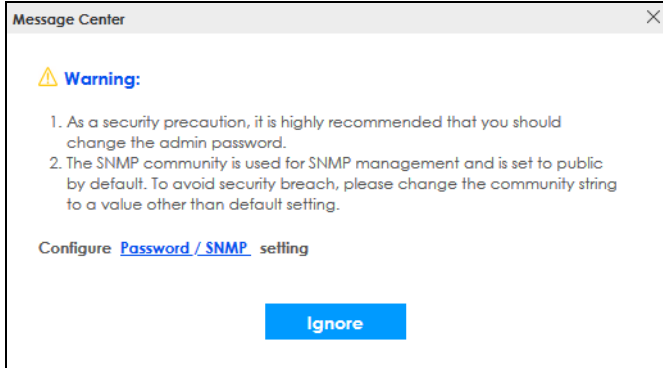 Message Center
Warning:
1. As a security precaution, it is highly recommended that you should
change the admin password.
2. The SNMP community is used for SNMP management and is set to public
by default. To avoid security breach, please change the community string
to a value other than default setting.
Configure Password / SNMP setting
Ignore